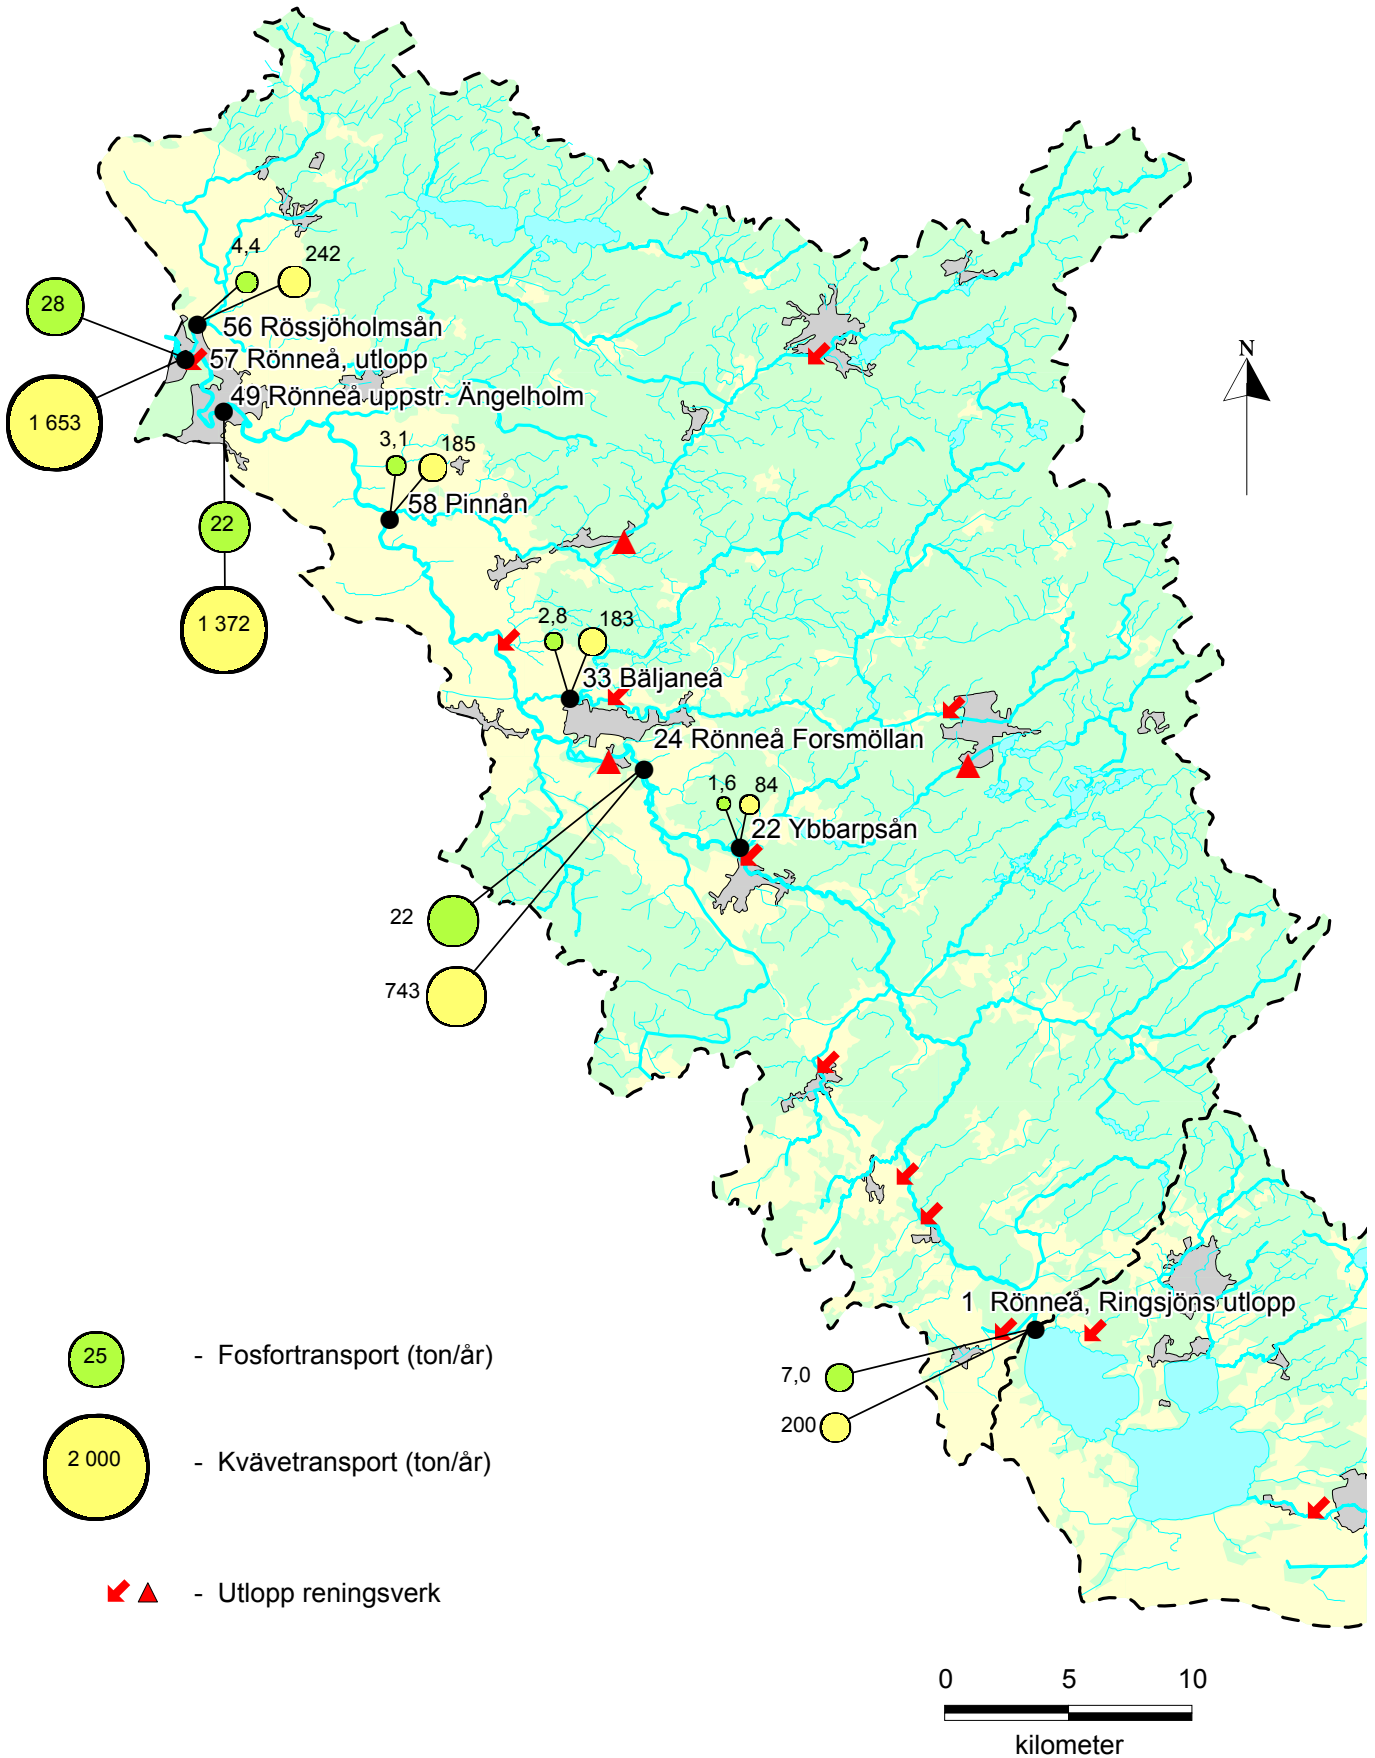 N
4,4
242
28
56 Rössjöholmsån
57 Rönneå, utlopp
49 Rönneå uppstr. Ängelholm
1 653
3,1
185
58 Pinnån
22
1 372
2,8
183
33 Bäljaneå
24 Rönneå Forsmöllan
1,6
84
22 Ybbarpsån
22
743
1 Rönneå, Ringsjöns utlopp
7,0
200
25
- Fosfortransport (ton/år)
2 000
- Kvävetransport (ton/år)
- Utlopp reningsverk
0 5 10
kilometer